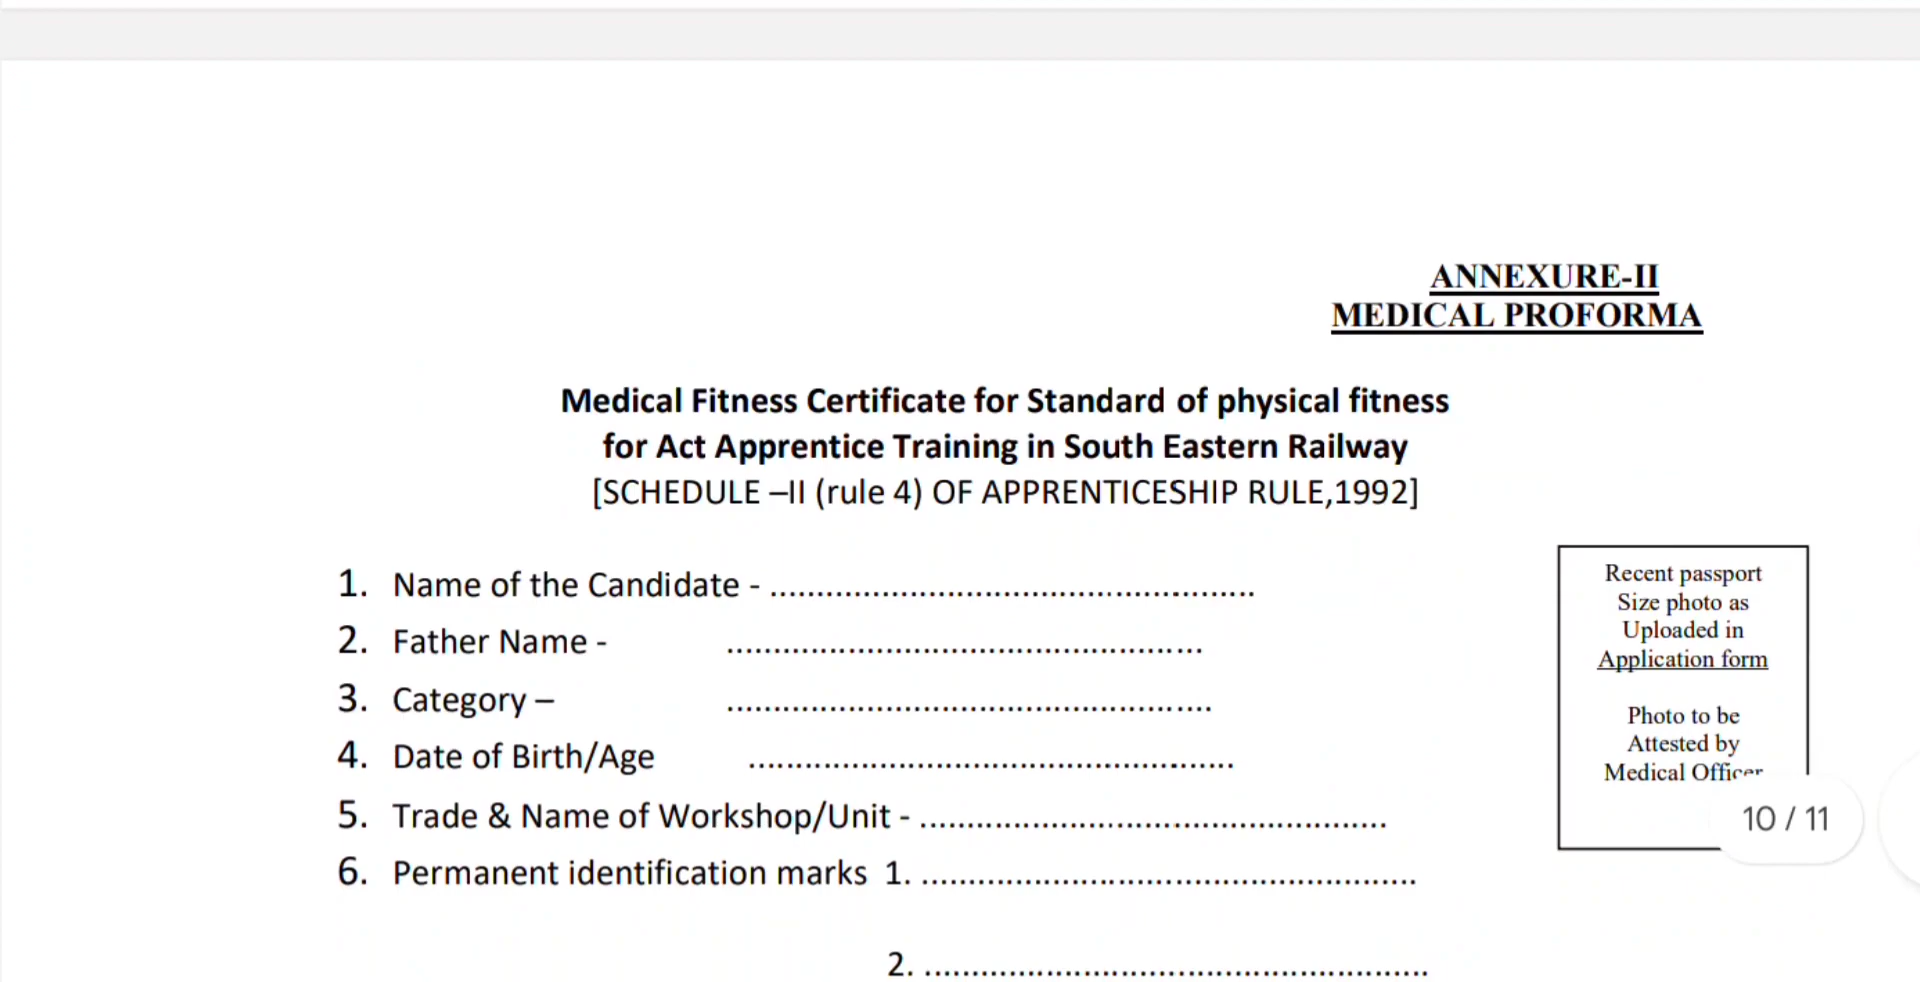 ANNEXURE-II
MEDICAL PROFORMA
Medical Fitness Certificate for Standard of physical fitness
for Act Apprentice Training in South Eastern Railway
[SCHEDULE –II (rule 4) OF APPRENTICESHIP RULE,1992]
1. Name of the Candidate - ....................................................
2. Father Name - ...................................................
3. Category – ....................................................
4. Date of Birth/Age ....................................................
5. Trade & Name of Workshop/Unit - ..................................................
6. Permanent identification marks 1. .....................................................
2. ......................................................
Recent passport
Size photo as
Uploaded in
Application form
Photo to be
Attested by
Medical Officer
10 / 11